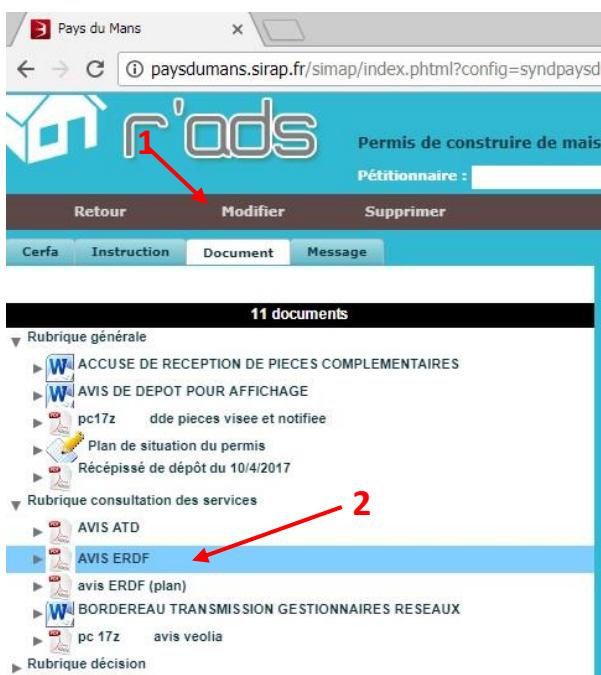 Pays du Mans
paysdumans.sirap.fr/simap/index.phtml?config=syndpaysd
r'ads
1
Permis de construire de mais
Pétitionnaire :
Retour Modifier Supprimer
Cerfa Instruction Document Message
11 documents
Rubrique générale
ACCUSE DE RECEPTION DE PIECES COMPLEMENTAIRES
AVIS DE DEPOT POUR AFFICHAGE
pc17z dde pieces visee et notifiee
Plan de situation du permis
Récépissé de dépôt du 10/4/2017
Rubrique consultation des services
2
AVIS ATD
AVIS ERDF
avis ERDF (plan)
BORDEREAU TRANSMISSION GESTIONNAIRES RESEAUX
pc 17z avis veolia
Rubrique décision